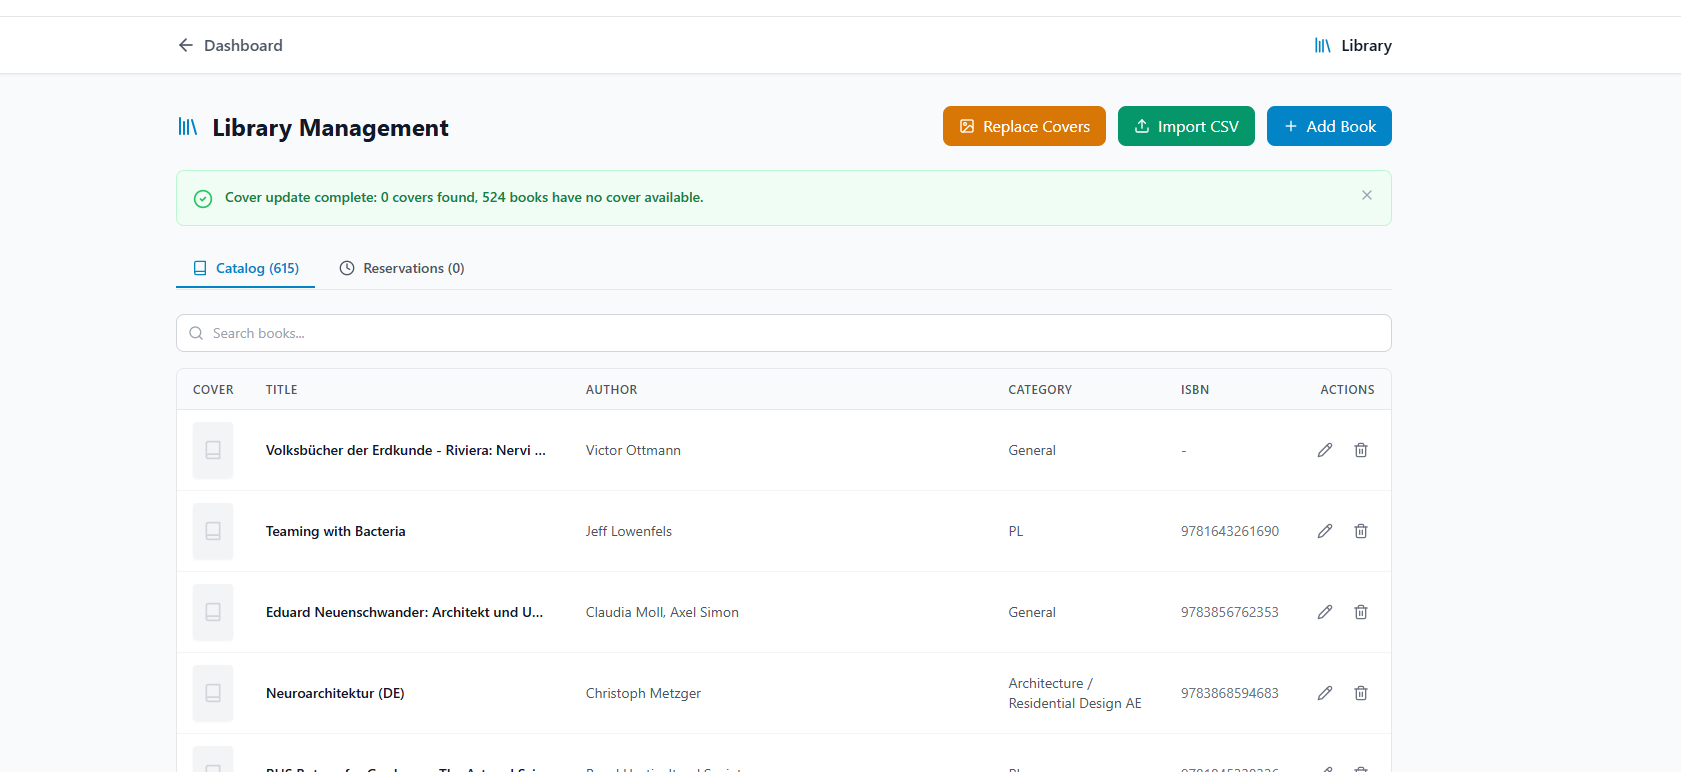 Dashboard
Library
Library Management
Replace Covers
Import CSV
Add Book
Cover update complete: 0 covers found, 524 books have no cover available.
Catalog (615)
Reservations (0)
Search books...
COVER TITLE AUTHOR CATEGORY ISBN ACTIONS
Volksbücher der Erdkunde - Riviera: Nervi ... Victor Ottmann General -
Teaming with Bacteria Jeff Lowenfels PL 9781643261690
Eduard Neuenschwander: Architekt und U... Claudia Moll, Axel Simon General 9783856762353
Neuroarchitektur (DE) Christoph Metzger Architecture / 9783868594683
Residential Design AE